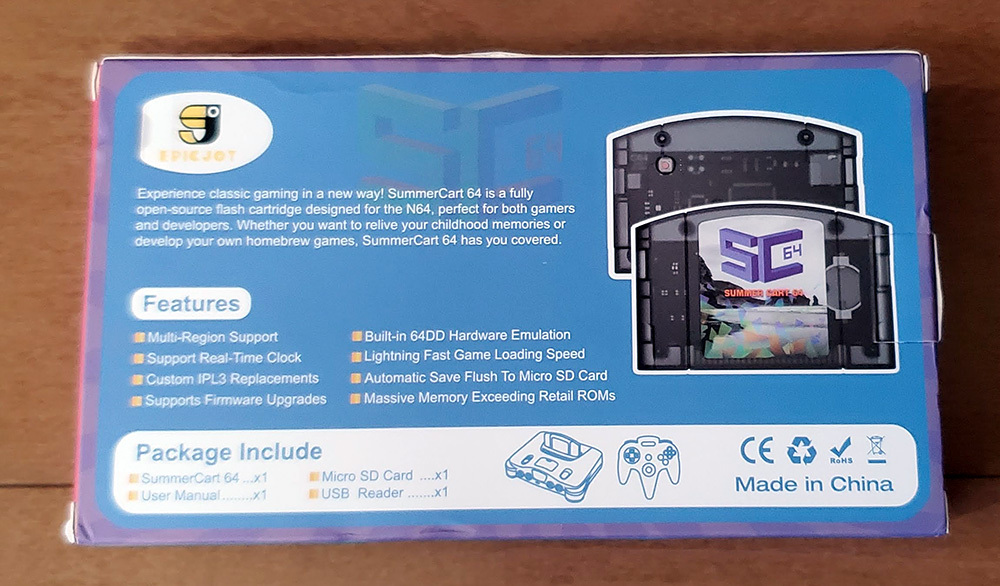 EPICJOT
SC
Experience classic gaming in a new way! SummerCart 64 is a fully
open-source flash cartridge designed for the N64, perfect for both gamers
and developers. Whether you want to relive your childhood memories or
develop your own homebrew games, SummerCart 64 has you covered.
SC 64
SUMMER CART 64
Features
Multi-Region Support
Support Real-Time Clock
Custom IPL3 Replacements
Supports Firmware Upgrades
Built-in 64DD Hardware Emulation
Lightning Fast Game Loading Speed
Automatic Save Flush To Micro SD Card
Massive Memory Exceeding Retail ROMs
Package Include
SummerCart 64 ...x1
User Manual ........x1
Micro SD Card ....x1
USB Reader .......x1
CE
RoHS
Made in China